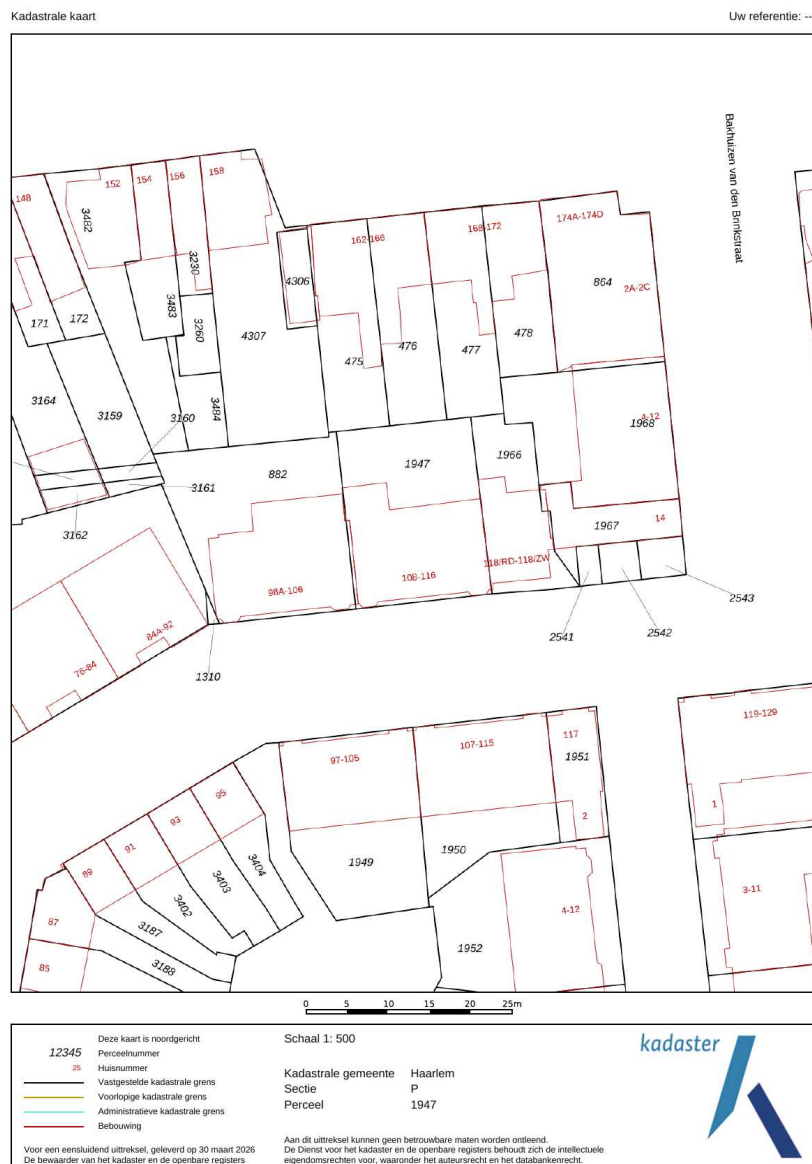 Kadastrale kaart
Uw referentie: --
Bakhuizen van den Brinkstraat
148
152
154
156
158
3482
3230
162-166
168-172
174A-174D
864
2A-2C
4306
171
172
3483
3260
4307
475
476
477
478
3164
3159
3160
3484
4-12
1968
882
1947
1966
3161
3162
1967
14
98A-106
108-116
118/RD-118/ZW
2541
2542
2543
84A-92
76-84
1310
97-105
107-115
117
1951
2
119-129
1
95
93
91
89
87
85
3404
3403
3402
3187
3188
1949
1950
1952
4-12
3-11
0 5 10 15 20 25m
Deze kaart is noordgericht
12345 Perceelnummer
25 Huisnummer
Vastgestelde kadastrale grens
Voorlopige kadastrale grens
Administratieve kadastrale grens
Bebouwing
Voor een eensluidend uittreksel, geleverd op 30 maart 2026
De bewaarder van het kadaster en de openbare registers
Schaal 1: 500
Kadastrale gemeente Haarlem
Sectie P
Perceel 1947
Aan dit uittreksel kunnen geen betrouwbare maten worden ontleend.
De Dienst voor het kadaster en de openbare registers behoudt zich de intellectuele
eigendomsrechten voor, waaronder het auteursrecht en het databankenrecht.
kadaster